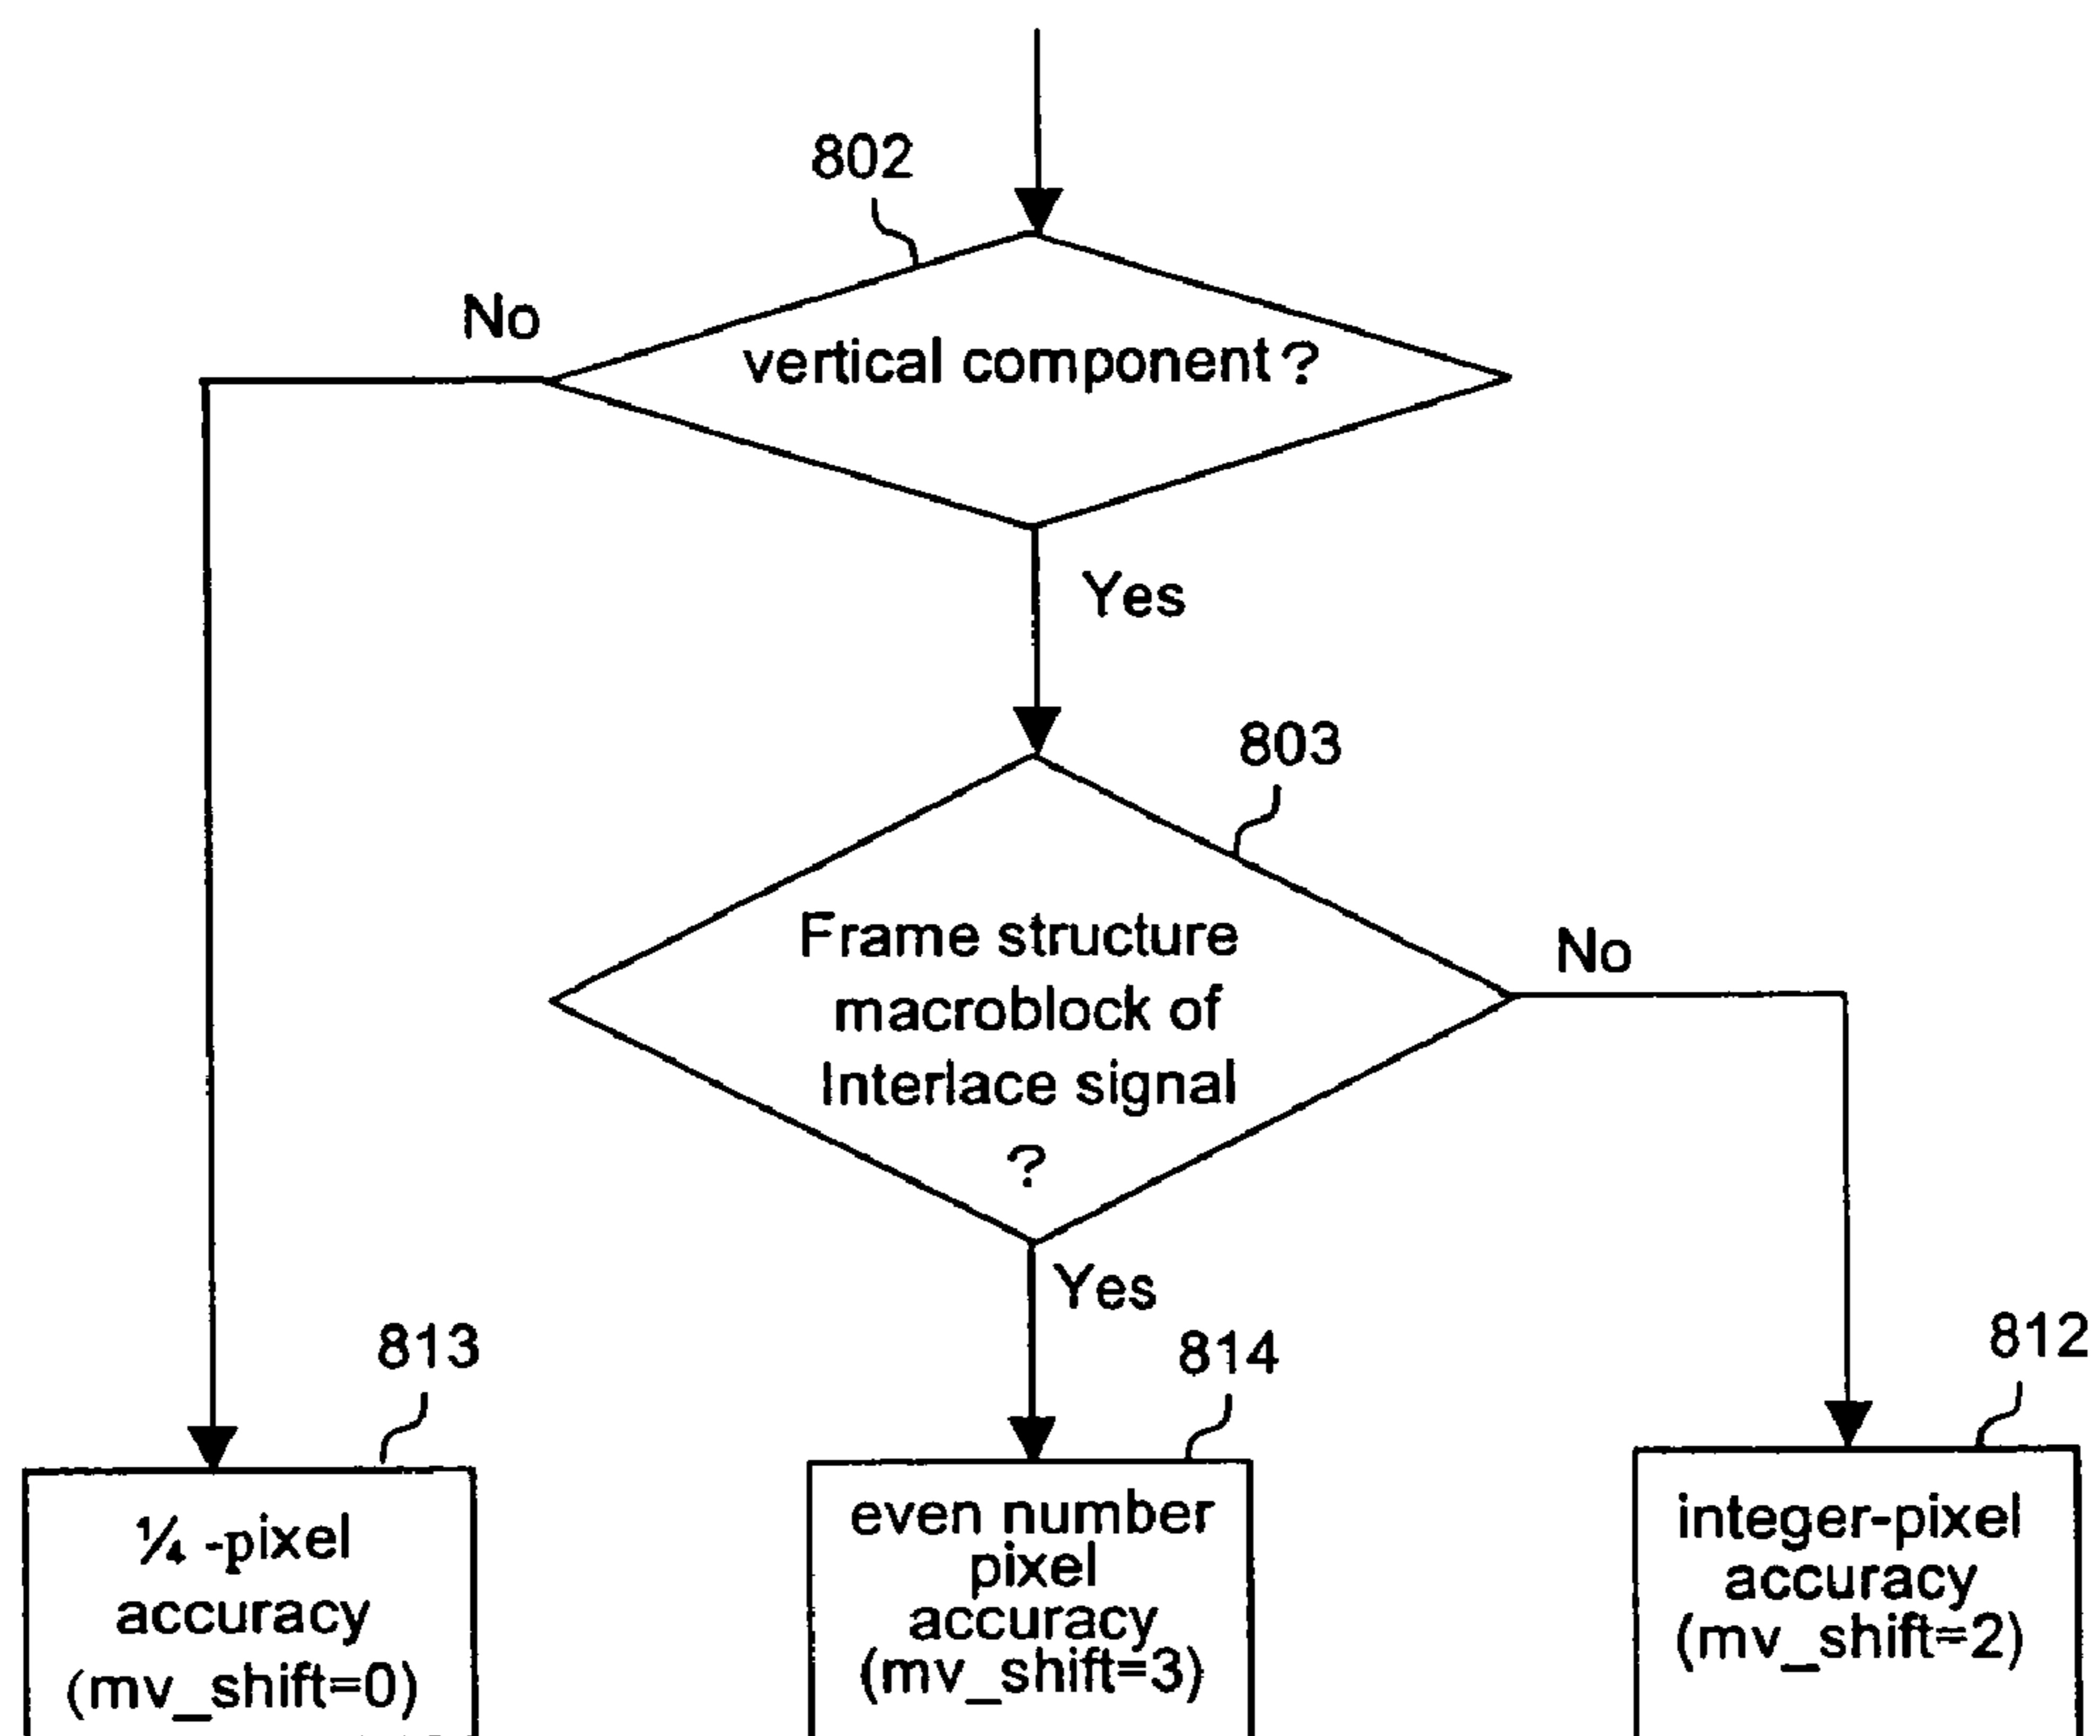 802
No
vertical component ?
Yes
803
Frame structure
macroblock of
Interlace signal
?
No
Yes
813
814
812
¼ -pixel
accuracy
(mv_shift=0)
even number
pixel
accuracy
(mv_shift=3)
integer-pixel
accuracy
(mv_shift=2)